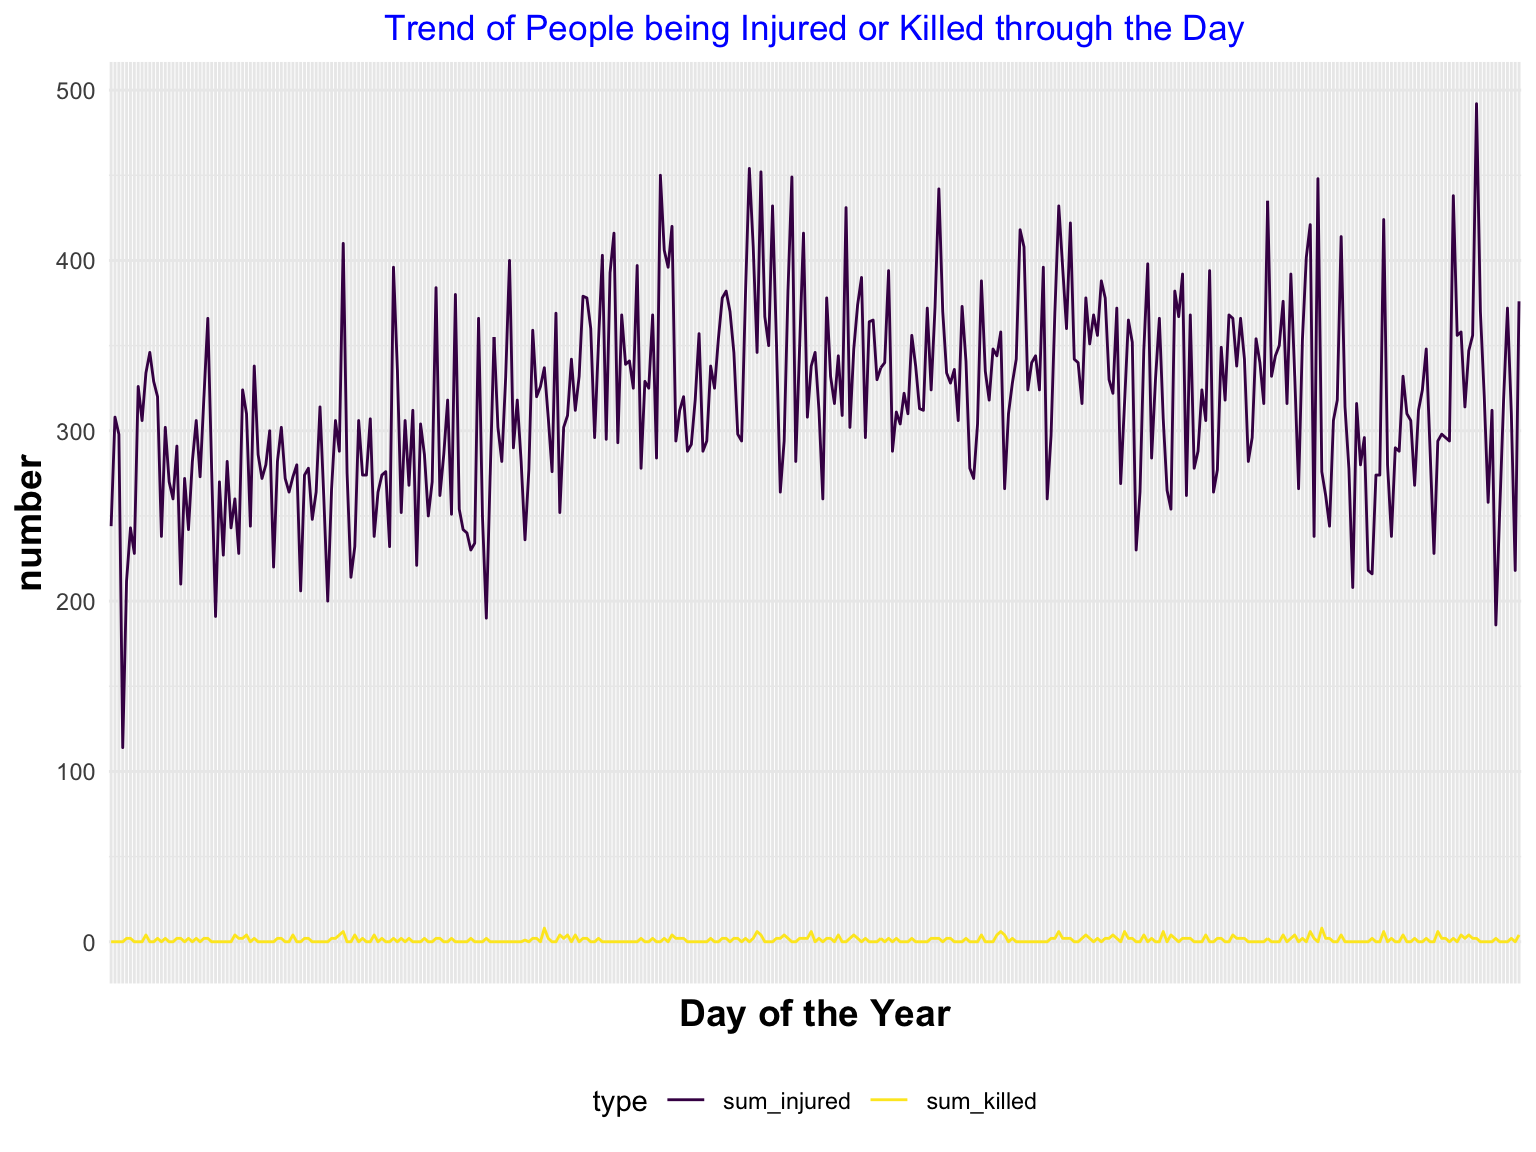 Trend of People being Injured or Killed through the Day
500
400
300
200
100
0
number
Day of the Year
type sum_injured sum_killed